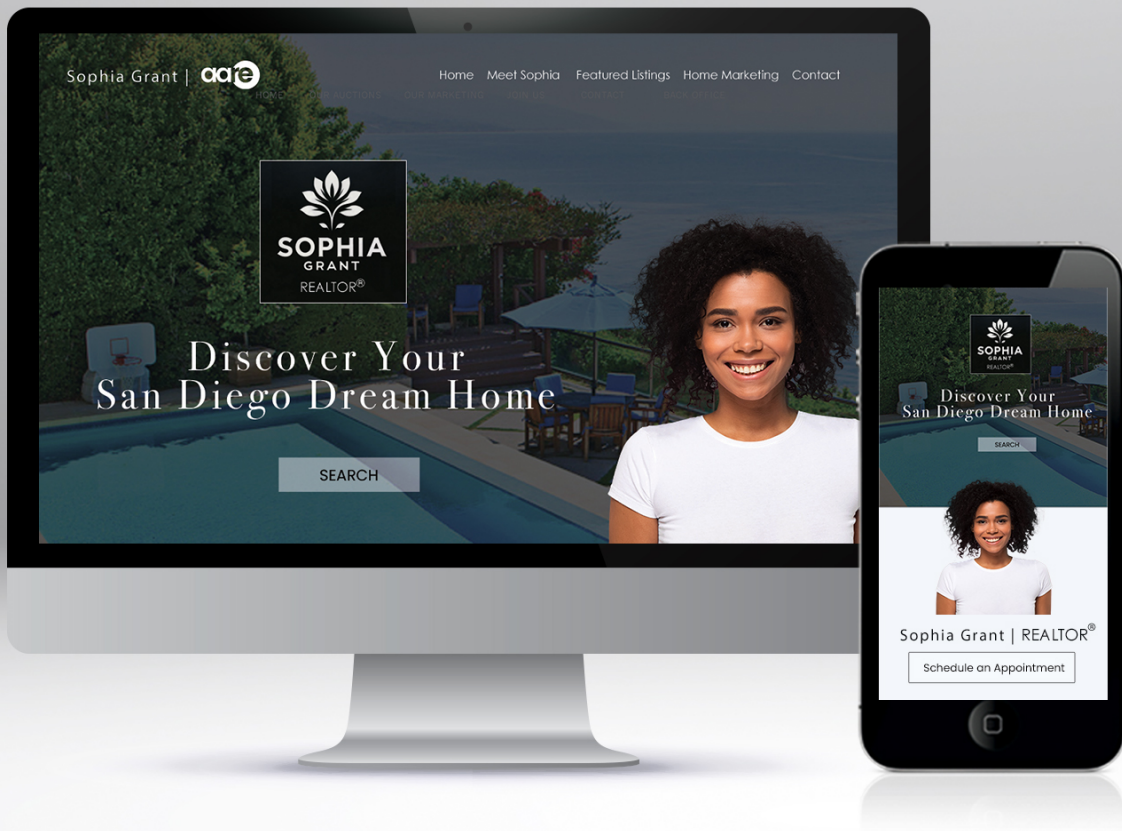 Sophia Grant | aare
Home Meet Sophia Featured Listings Home Marketing Contact
SOPHIA
GRANT
REALTOR®
Discover Your
San Diego Dream Home
SEARCH
SOPHIA
GRANT
REALTOR®
Discover Your
San Diego Dream Home
SEARCH
Sophia Grant | REALTOR®
Schedule an Appointment